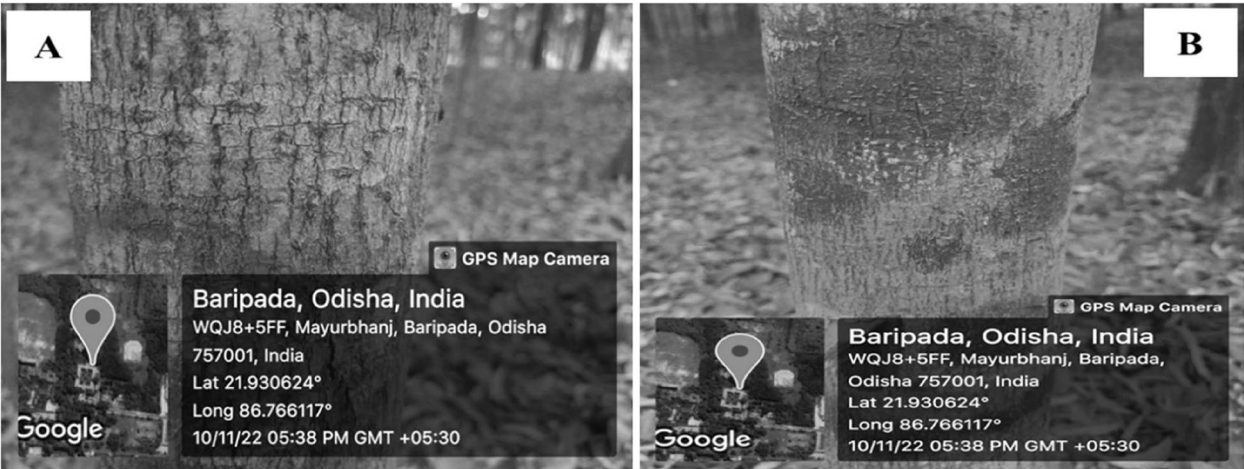 A
GPS Map Camera
Baripada, Odisha, India
WQJ8+5FF, Mayurbhanj, Baripada, Odisha
757001, India
Lat 21.930624°
Long 86.766117°
10/11/22 05:38 PM GMT +05:30
Google
B
GPS Map Camera
Baripada, Odisha, India
WQJ8+5FF, Mayurbhanj, Baripada,
Odisha 757001, India
Lat 21.930624°
Long 86.766117°
10/11/22 05:38 PM GMT +05:30
Google